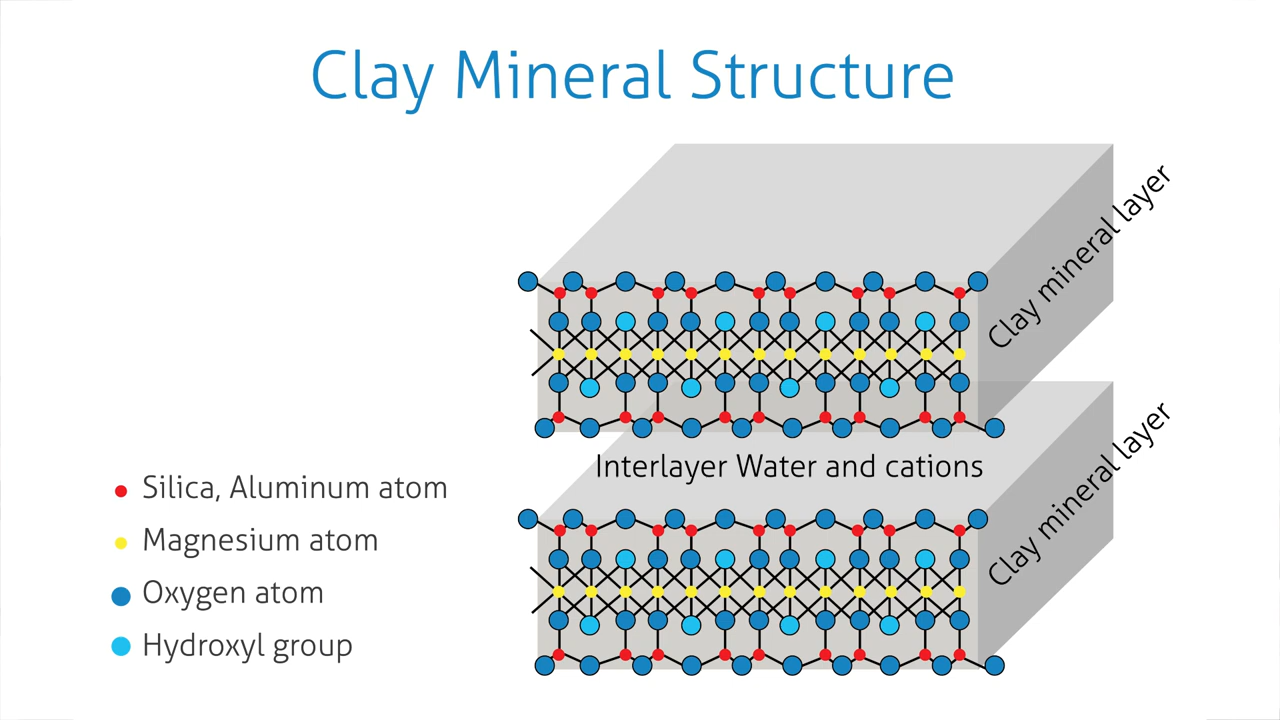 Clay Mineral Structure
Clay mineral layer
Interlayer Water and cations
Clay mineral layer
Silica, Aluminum atom
Magnesium atom
Oxygen atom
Hydroxyl group